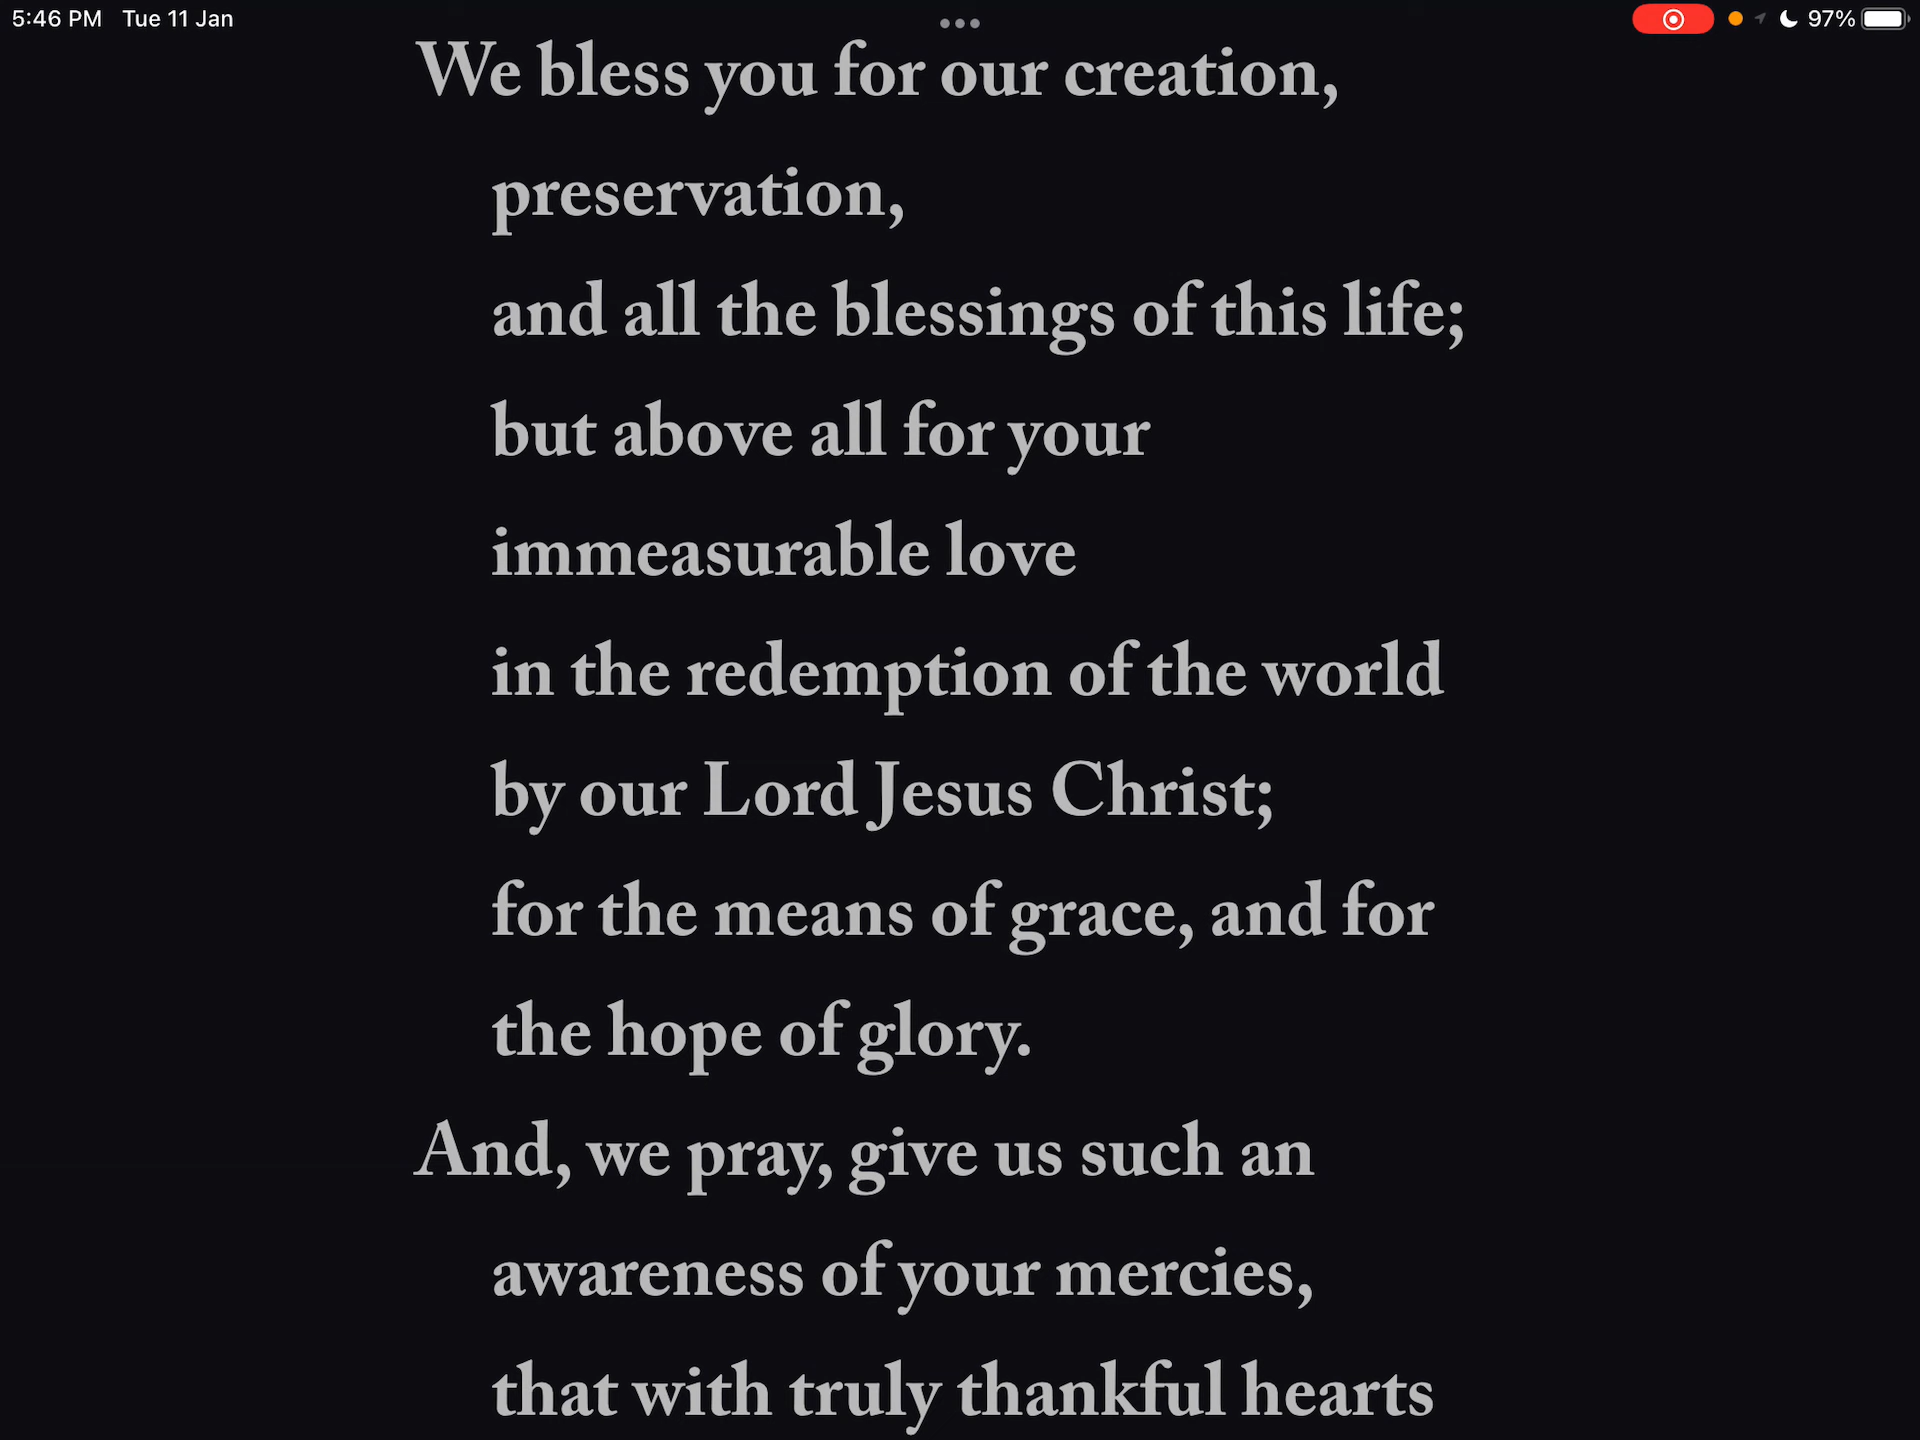 5:46 PM Tue 11 Jan
97%
We bless you for our creation,
preservation,
and all the blessings of this life;
but above all for your
immeasurable love
in the redemption of the world
by our Lord Jesus Christ;
for the means of grace, and for
the hope of glory.
And, we pray, give us such an
awareness of your mercies,
that with truly thankful hearts